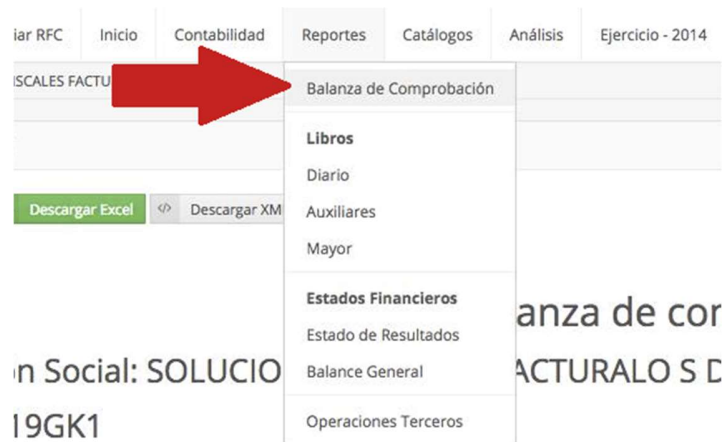 iar RFC Inicio Contabilidad Reportes Catálogos Análisis Ejercicio - 2014
ISCALES FACTU
Balanza de Comprobación
Libros
Diario
Descargar Excel </> Descargar XM
Auxiliares
Mayor
Estados Financieros
anza de cor
Estado de Resultados
n Social: SOLUCIO
Balance General
ACTURALO S D
Operaciones Terceros
19GK1